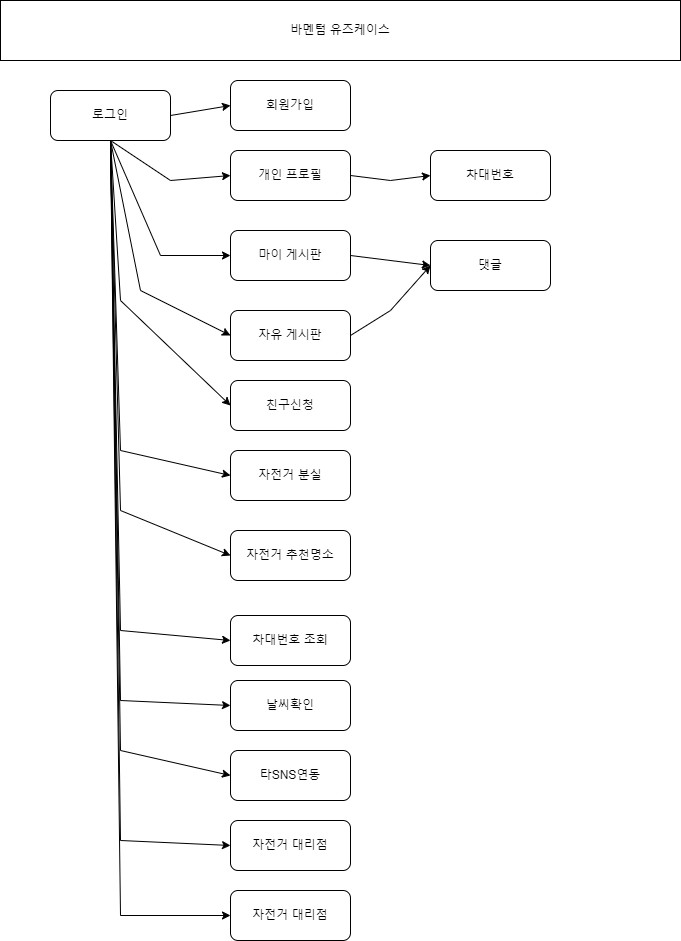 바멘텀 유즈케이스
로그인
회원가입
개인 프로필
차대번호
마이 게시판
댓글
자유 게시판
친구신청
자전거 분실
자전거 추천명소
차대번호 조회
날씨확인
타SNS연동
자전거 대리점
자전거 대리점